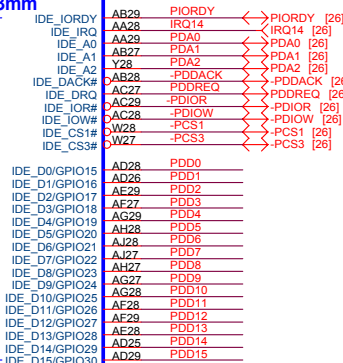 3mm
IDE_IORDY AB29 PIORDY PIORDY [26]
IDE_IRQ AA28 IRQ14 IRQ14 [26]
IDE_A0 AA29 PDA0 PDA0 [26]
IDE_A1 AB27 PDA1 PDA1 [26]
IDE_A2 Y28 PDA2 PDA2 [26]
IDE_DACK# AB28 -PDDACK -PDDACK [26
IDE_DRQ AC27 PDDREQ PDDREQ [26
IDE_IOR# AC29 -PDIOR -PDIOR [26]
IDE_IOW# AC28 -PDIOW -PDIOW [26]
IDE_CS1# W28 -PCS1 -PCS1 [26]
IDE_CS3# W27 -PCS3 -PCS3 [26]
IDE_D0/GPIO15 AD28 PDD0
IDE_D1/GPIO16 AD26 PDD1
IDE_D2/GPIO17 AE29 PDD2
IDE_D3/GPIO18 AF27 PDD3
IDE_D4/GPIO19 AG29 PDD4
IDE_D5/GPIO20 AH28 PDD5
IDE_D6/GPIO21 AJ28 PDD6
IDE_D7/GPIO22 AJ27 PDD7
IDE_D8/GPIO23 AH27 PDD8
IDE_D9/GPIO24 AG27 PDD9
IDE_D10/GPIO25 AG28 PDD10
IDE_D11/GPIO26 AF28 PDD11
IDE_D12/GPIO27 AF29 PDD12
IDE_D13/GPIO28 AE28 PDD13
IDE_D14/GPIO29 AD25 PDD14
IDE_D15/GPIO30 AD29 PDD15